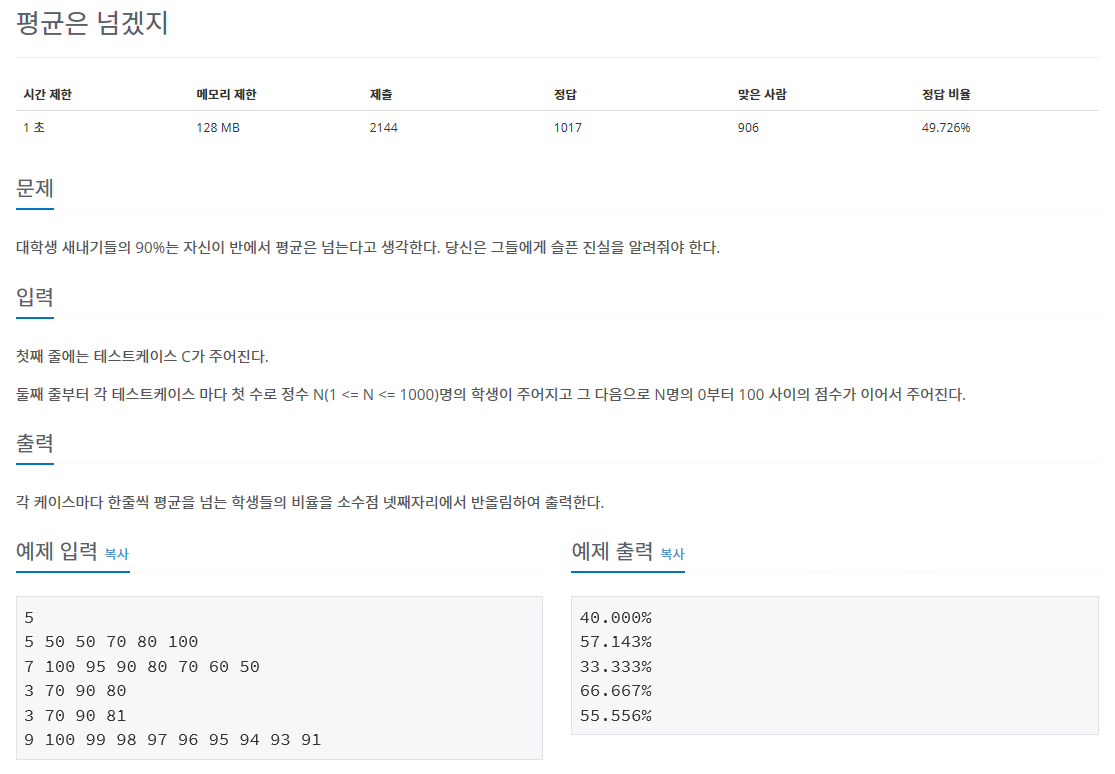 평균은 넘겠지
시간 제한 메모리 제한 제출 정답 맞은 사람 정답 비율
1 초 128 MB 2144 1017 906 49.726%
문제
대학생 새내기들의 90%는 자신이 반에서 평균은 넘는다고 생각한다. 당신은 그들에게 슬픈 진실을 알려줘야 한다.
입력
첫째 줄에는 테스트케이스 C가 주어진다.
둘째 줄부터 각 테스트케이스 마다 첫 수로 정수 N(1 <= N <= 1000)명의 학생이 주어지고 그 다음으로 N명의 0부터 100 사이의 점수가 이어서 주어진다.
출력
각 케이스마다 한줄씩 평균을 넘는 학생들의 비율을 소수점 넷째자리에서 반올림하여 출력한다.
예제 입력 복사
5
5 50 50 70 80 100
7 100 95 90 80 70 60 50
3 70 90 80
3 70 90 81
9 100 99 98 97 96 95 94 93 91
예제 출력 복사
40.000%
57.143%
33.333%
66.667%
55.556%